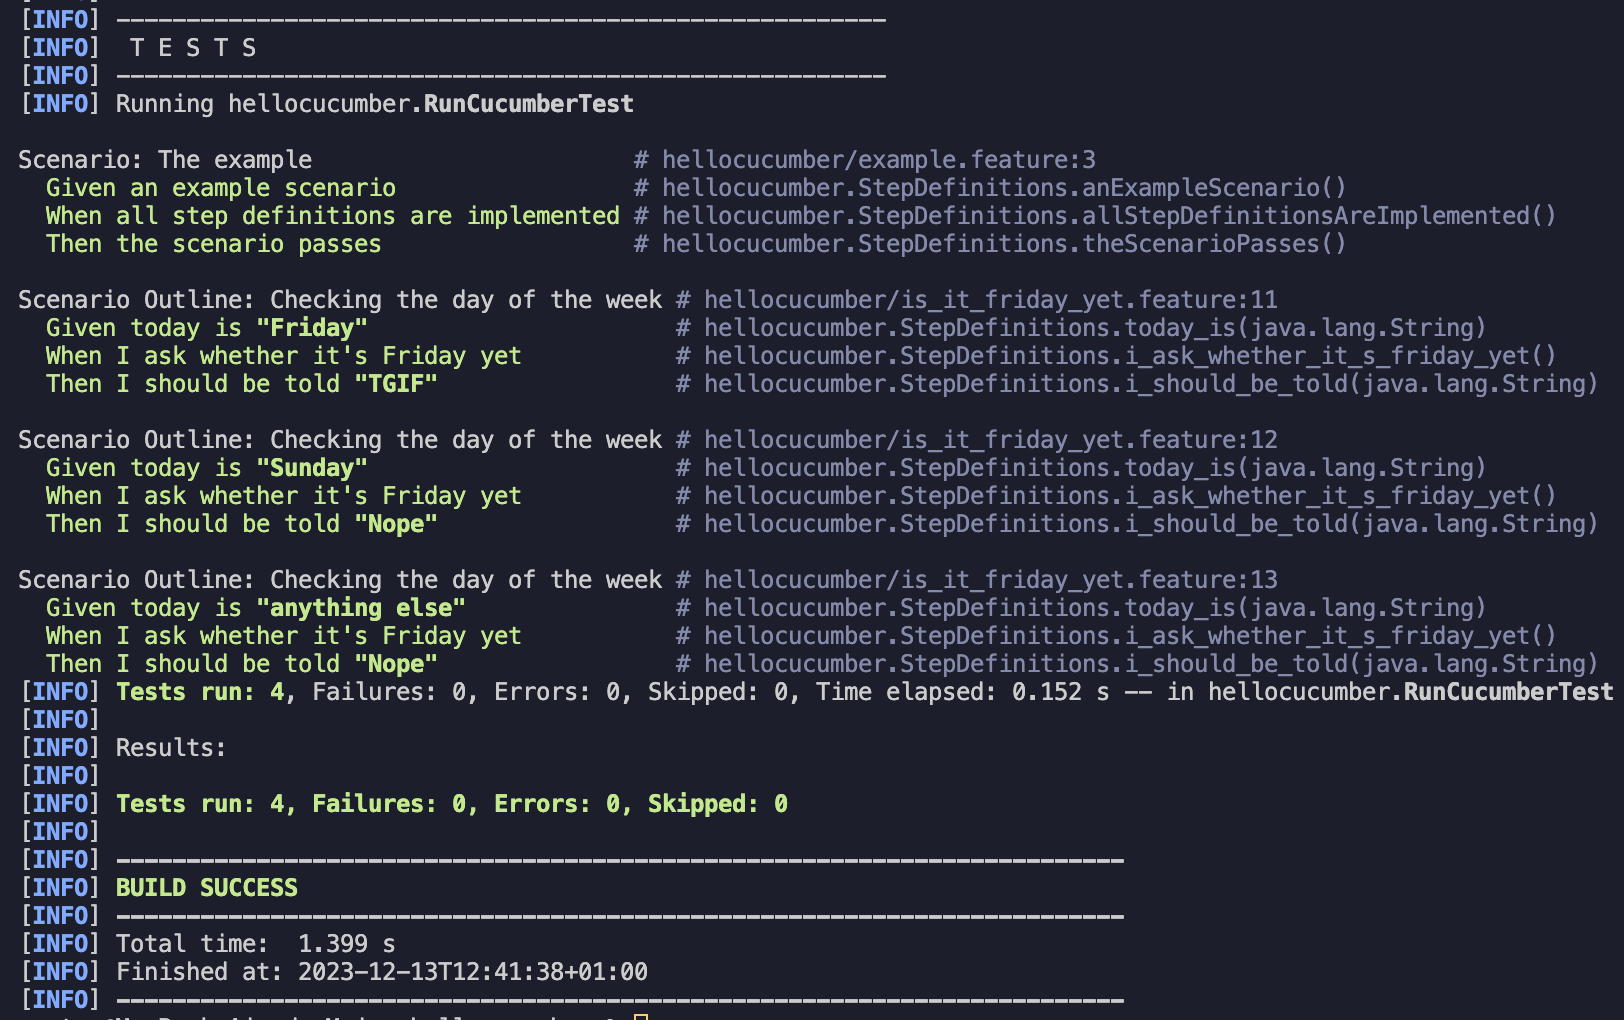 [INFO] -------------------------------------------------------
[INFO]  T E S T S
[INFO] -------------------------------------------------------
[INFO] Running hellocucumber.RunCucumberTest
Scenario: The example                       # hellocucumber/example.feature:3
  Given an example scenario                 # hellocucumber.StepDefinitions.anExampleScenario()
  When all step definitions are implemented # hellocucumber.StepDefinitions.allStepDefinitionsAreImplemented()
  Then the scenario passes                  # hellocucumber.StepDefinitions.theScenarioPasses()
Scenario Outline: Checking the day of the week # hellocucumber/is_it_friday_yet.feature:11
  Given today is "Friday"                      # hellocucumber.StepDefinitions.today_is(java.lang.String)
  When I ask whether it's Friday yet           # hellocucumber.StepDefinitions.i_ask_whether_it_s_friday_yet()
  Then I should be told "TGIF"                 # hellocucumber.StepDefinitions.i_should_be_told(java.lang.String)
Scenario Outline: Checking the day of the week # hellocucumber/is_it_friday_yet.feature:12
  Given today is "Sunday"                      # hellocucumber.StepDefinitions.today_is(java.lang.String)
  When I ask whether it's Friday yet           # hellocucumber.StepDefinitions.i_ask_whether_it_s_friday_yet()
  Then I should be told "Nope"                 # hellocucumber.StepDefinitions.i_should_be_told(java.lang.String)
Scenario Outline: Checking the day of the week # hellocucumber/is_it_friday_yet.feature:13
  Given today is "anything else"               # hellocucumber.StepDefinitions.today_is(java.lang.String)
  When I ask whether it's Friday yet           # hellocucumber.StepDefinitions.i_ask_whether_it_s_friday_yet()
  Then I should be told "Nope"                 # hellocucumber.StepDefinitions.i_should_be_told(java.lang.String)
[INFO] Tests run: 4, Failures: 0, Errors: 0, Skipped: 0, Time elapsed: 0.152 s -- in hellocucumber.RunCucumberTest
[INFO]
[INFO] Results:
[INFO]
[INFO] Tests run: 4, Failures: 0, Errors: 0, Skipped: 0
[INFO]
[INFO] ------------------------------------------------------------------------
[INFO] BUILD SUCCESS
[INFO] ------------------------------------------------------------------------
[INFO] Total time:  1.399 s
[INFO] Finished at: 2023-12-13T12:41:38+01:00
[INFO] ------------------------------------------------------------------------